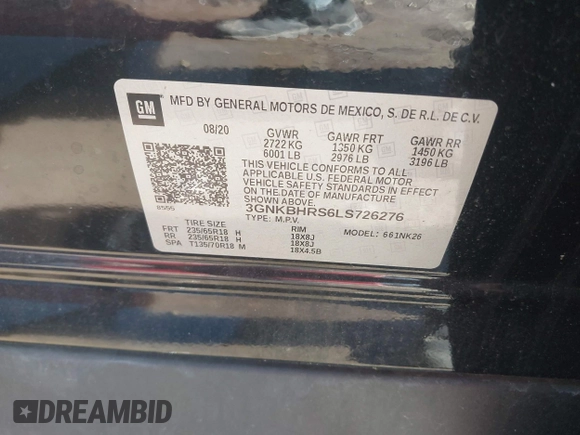 GM
MFD BY GENERAL MOTORS DE MEXICO, S. DE R.L. DE C.V.
08/20 GVWR GAWR FRT GAWR RR
2722 KG 1350 KG 1450 KG
6001 LB 2976 LB 3196 LB
THIS VEHICLE CONFORMS TO ALL
APPLICABLE U.S. FEDERAL MOTOR
VEHICLE SAFETY STANDARDS IN EFFECT
ON THE DATE OF MANUFACTURE
SHOWN ABOVE.
3GNKBHRS6LS726276
TYPE: M.P.V. MODEL: 661NK26
TIRE SIZE RIM
FRT 235/65R18 H 18X8J
RR 235/65R18 H 18X8J
SPA T135/70R18 M 18X4.5B
DREAMBID